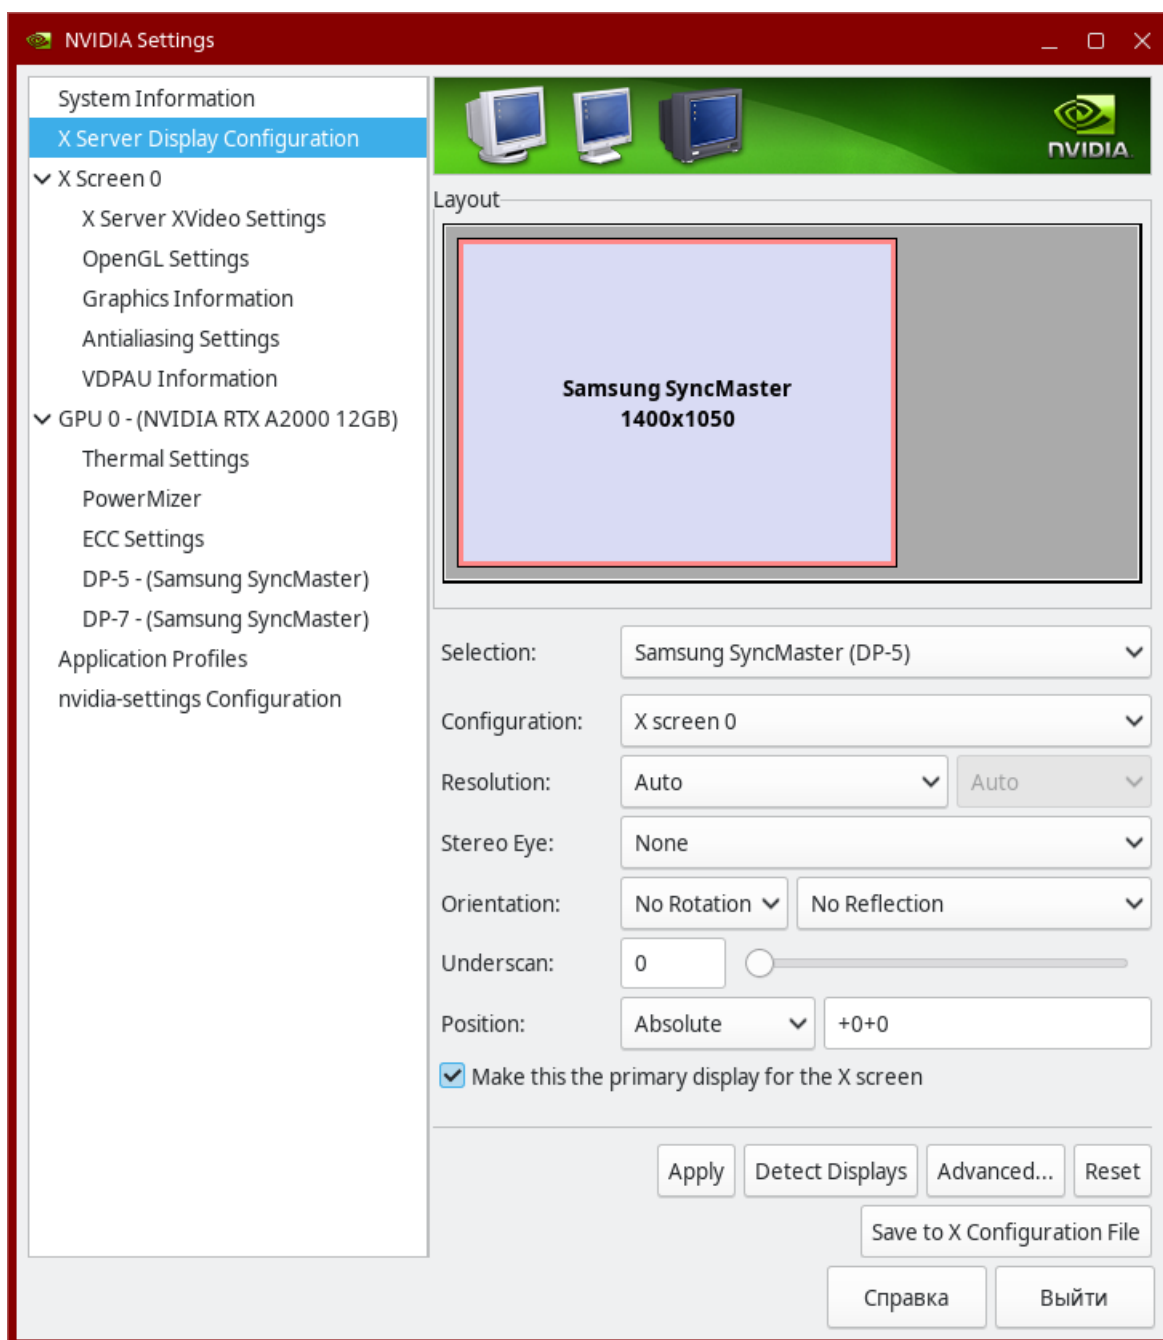 NVIDIA Settings
System Information
X Server Display Configuration
X Screen 0
X Server XVideo Settings
OpenGL Settings
Graphics Information
Antialiasing Settings
VDPAU Information
GPU 0 - (NVIDIA RTX A2000 12GB)
Thermal Settings
PowerMizer
ECC Settings
DP-5 - (Samsung SyncMaster)
DP-7 - (Samsung SyncMaster)
Application Profiles
nvidia-settings Configuration
NVIDIA.
Layout
Samsung SyncMaster
1400x1050
Selection: Samsung SyncMaster (DP-5)
Configuration: X screen 0
Resolution: Auto Auto
Stereo Eye: None
Orientation: No Rotation No Reflection
Underscan: 0
Position: Absolute +0+0
Make this the primary display for the X screen
Apply Detect Displays Advanced... Reset
Save to X Configuration File
Справка Выйти